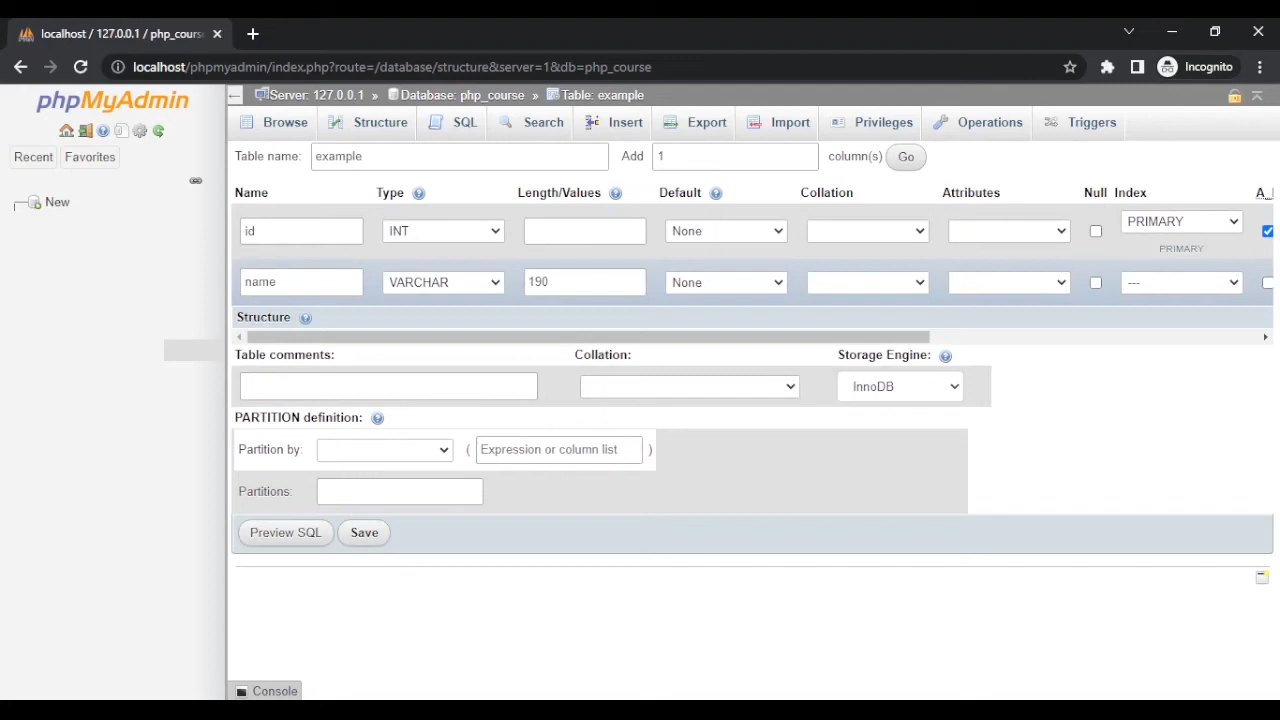 localhost / 127.0.0.1 / php_cours
localhost/phpmyadmin/index.php?route=/database/structure&server=1&db=php_course
Incognito
phpMyAdmin
Recent Favorites
New
Server: 127.0.0.1 » Database: php_course » Table: example
Browse Structure SQL Search Insert Export Import Privileges Operations Triggers
Table name: example Add 1 column(s) Go
Name Type Length/Values Default Collation Attributes Null Index A_I
id INT None PRIMARY
PRIMARY
name VARCHAR 190 None ---
Structure
Table comments: Collation: Storage Engine:
InnoDB
PARTITION definition:
Partition by: ( Expression or column list )
Partitions:
Preview SQL Save
Console